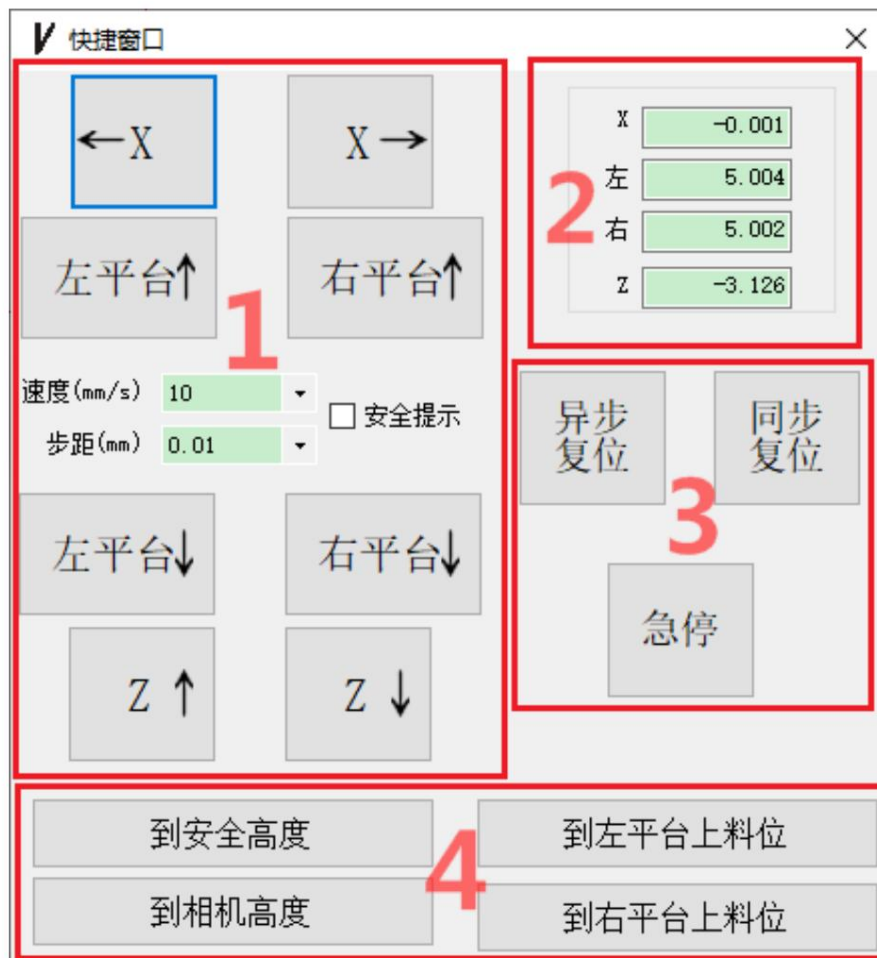 V 快捷窗口
←X X→
左平台↑ 右平台↑
1
速度(mm/s) 10
步距(mm) 0.01
安全提示
左平台↓ 右平台↓
Z ↑ Z ↓
X -0.001
左 5.004
2
右 5.002
Z -3.126
异步
复位
同步
复位
3
急停
到安全高度 到左平台上料位
4
到相机高度 到右平台上料位